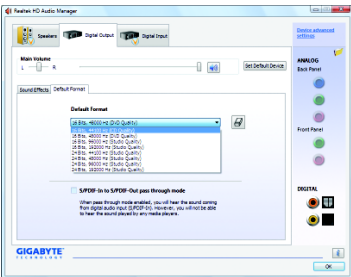 Realtek HD Audio Manager
Speakers
Digital Output
Digital Input
Device advanced settings
Main Volume
L
R
Set Default Device
ANALOG
Back Panel
Sound Effects
Default Format
Default Format
16 Bits, 48000 Hz (DVD Quality)
16 Bits, 44100 Hz (CD Quality)
16 Bits, 48000 Hz (DVD Quality)
16 Bits, 96000 Hz (Studio Quality)
16 Bits, 192000 Hz (Studio Quality)
24 Bits, 44100 Hz (Studio Quality)
24 Bits, 48000 Hz (Studio Quality)
24 Bits, 96000 Hz (Studio Quality)
24 Bits, 192000 Hz (Studio Quality)
Front Panel
S/PDIF-In to S/PDIF-Out pass through mode
When pass through mode enabled, you will hear the sound coming
from digital audio input (S/PDIF-In). However, you will not be able
to hear the sound played by any media players.
DIGITAL
GIGABYTE
TECHNOLOGY
OK